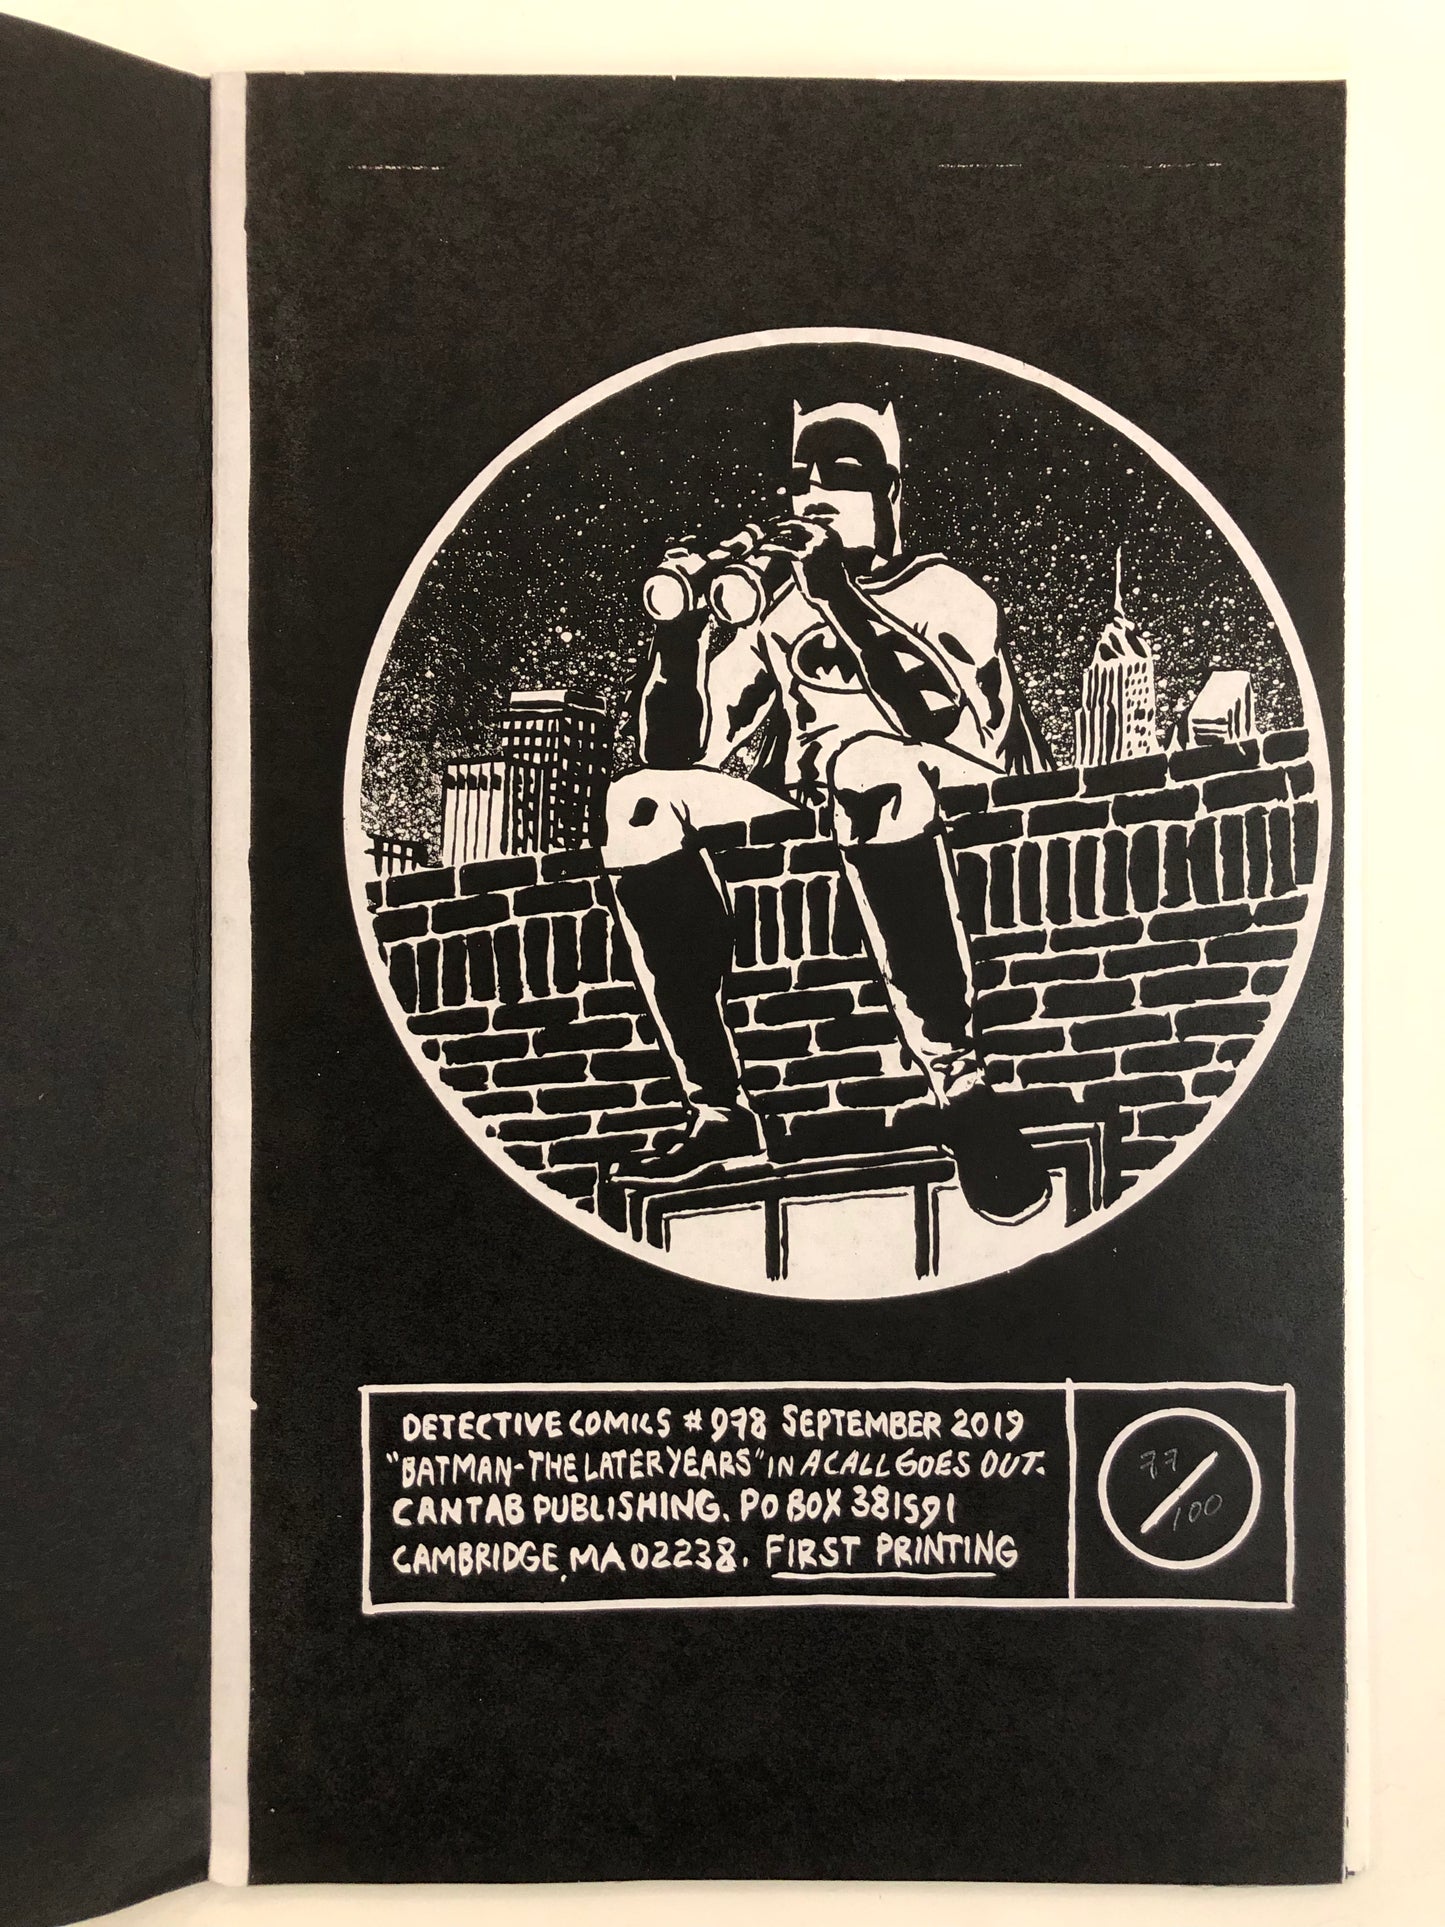 DETECTIVE COMICS # 978 SEPTEMBER 2019
"BATMAN - THE LATER YEARS" IN A CALL GOES OUT.
CANTAB PUBLISHING. PO BOX 381591
CAMBRIDGE, MA 02238. FIRST PRINTING
77/100